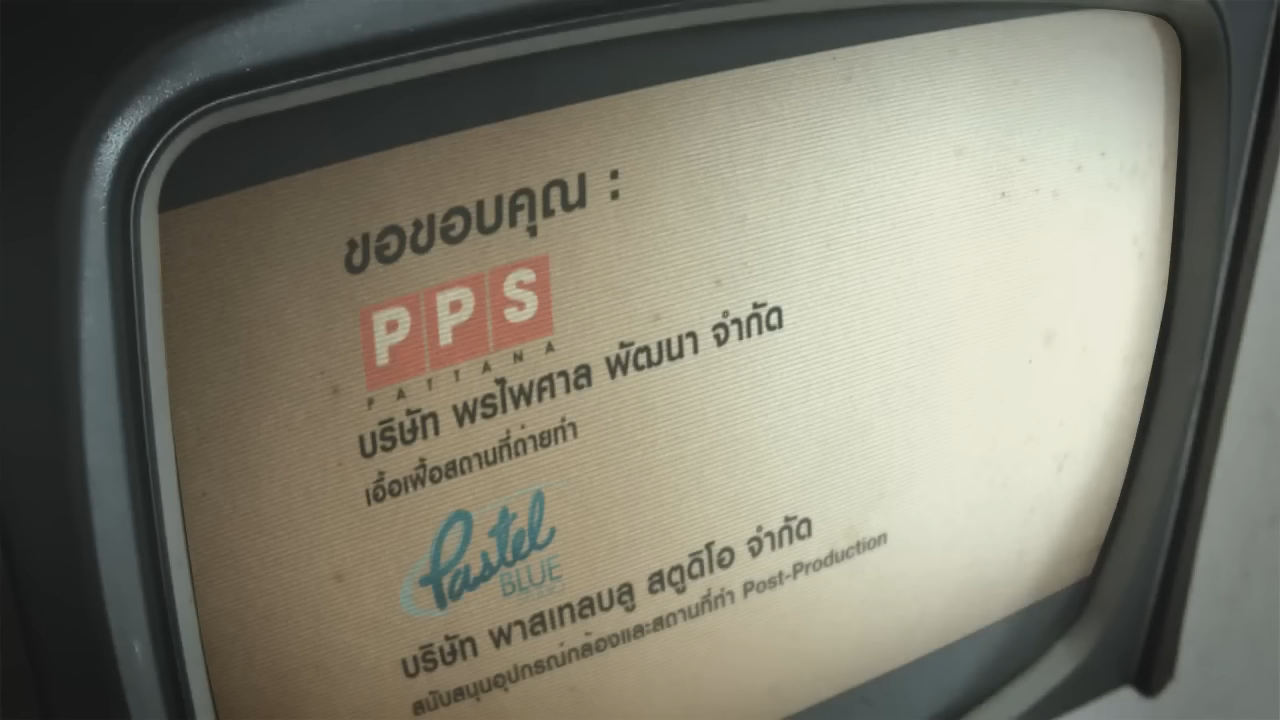 ขอขอบคุณ :
PPS
PATTANA
บริษัท พรไพศาล พัฒนา จำกัด
เอื้อเฟื้อสถานที่ถ่ายทำ
Pastel
BLUE
บริษัท พาสเทลบลู สตูดิโอ จำกัด
สนับสนุนอุปกรณ์กล้องและสถานที่ทำ Post-Production